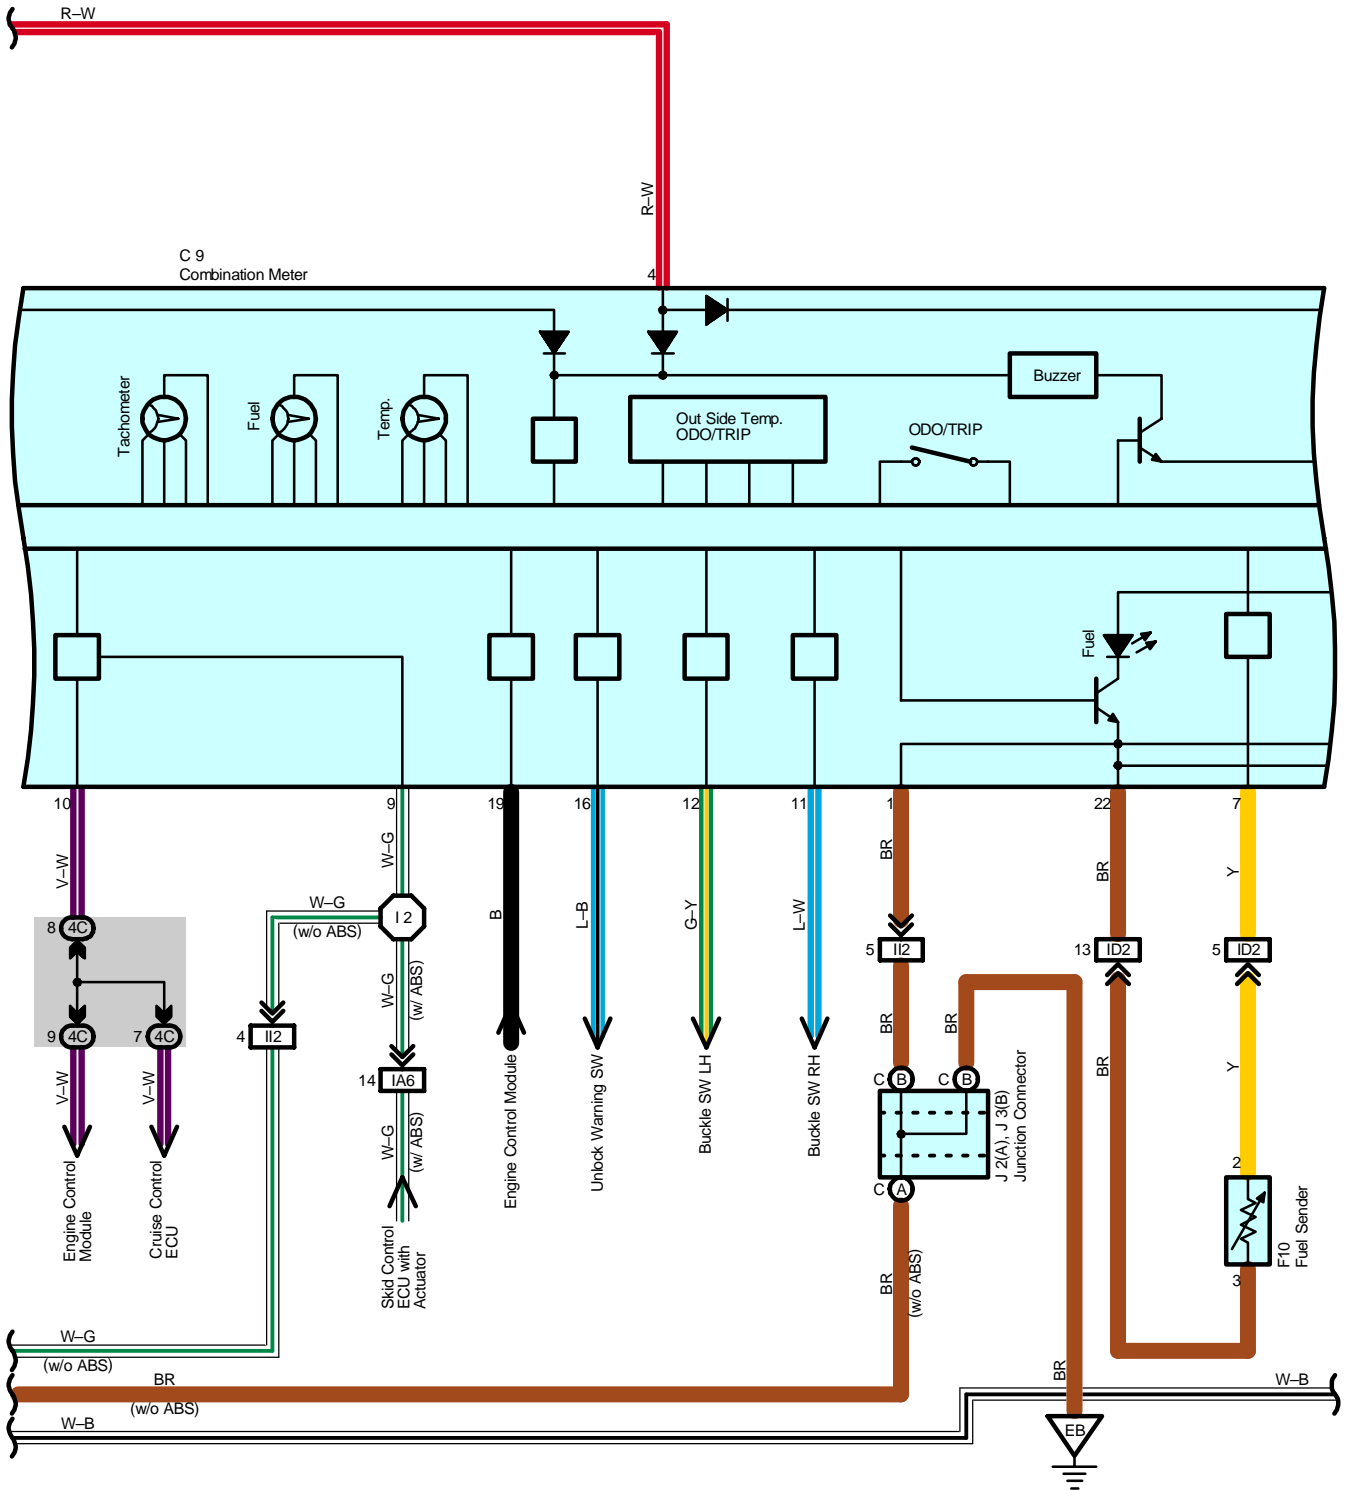 R–W
R–W
C 9
Combination Meter
4
Tachometer
Fuel
Temp.
Out Side Temp.
ODO/TRIP
ODO/TRIP
Buzzer
Fuel
10
9
19
16
12
11
1
22
7
V–W
W–G
B
L–B
G–Y
L–W
BR
BR
Y
8
4C
W–G
(w/o ABS)
I 2
5
II2
13
ID2
5
ID2
W–G
(w/ ABS)
9
4C
7
4C
4
II2
14
IA6
V–W
V–W
W–G
(w/ ABS)
BR
BR
BR
Y
C
B
C
B
C
A
J 2(A), J 3(B)
Junction Connector
Engine Control
Module
Cruise Control
ECU
Skid Control
ECU with
Actuator
Engine Control Module
Unlock Warning SW
Buckle SW LH
Buckle SW RH
2
3
F10
Fuel Sender
BR
(w/o ABS)
W–G
(w/o ABS)
BR
(w/o ABS)
W–B
BR
W–B
EB